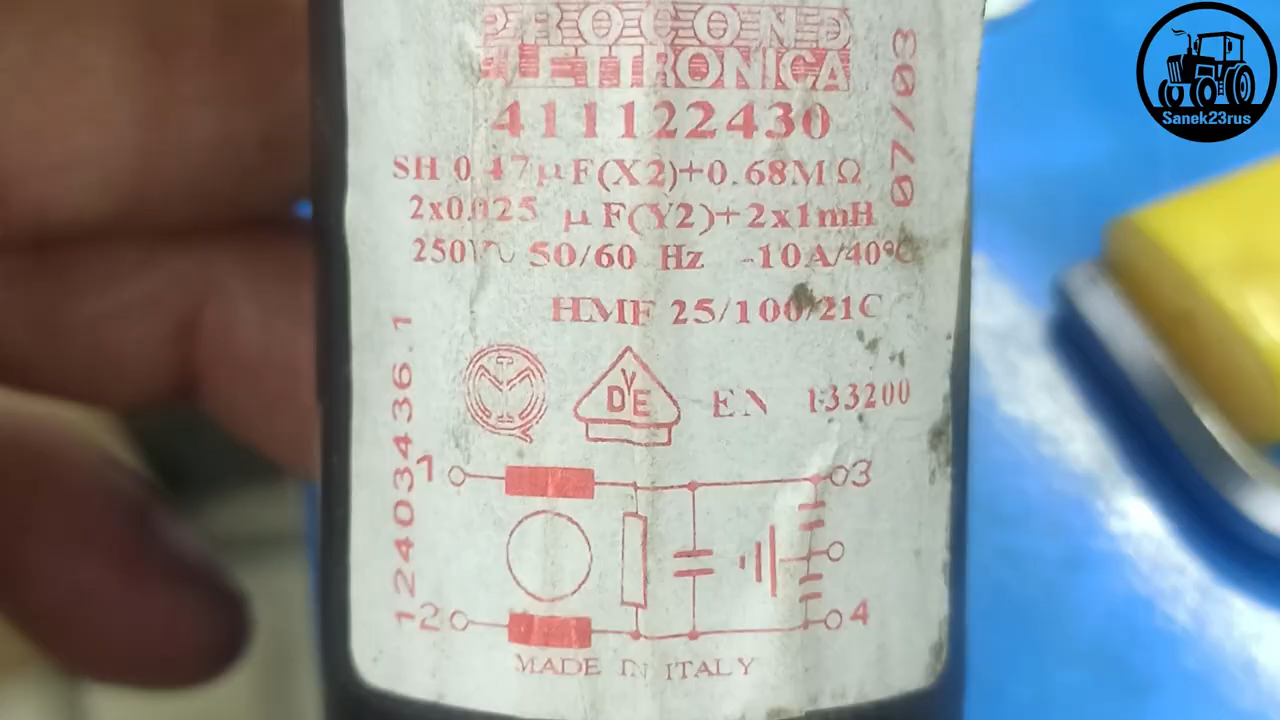 PROCOND
ELETTRONICA
411122430
SH 0.47µF(X2)+0.68MΩ
2x0.025 µF(Y2)+2x1mH
250V~ 50/60 Hz -10A/40°C
HMF 25/100/21C
07/03
12403436.1
DVE
EN 133200
1
3
2
4
MADE IN ITALY
Sanek23rus